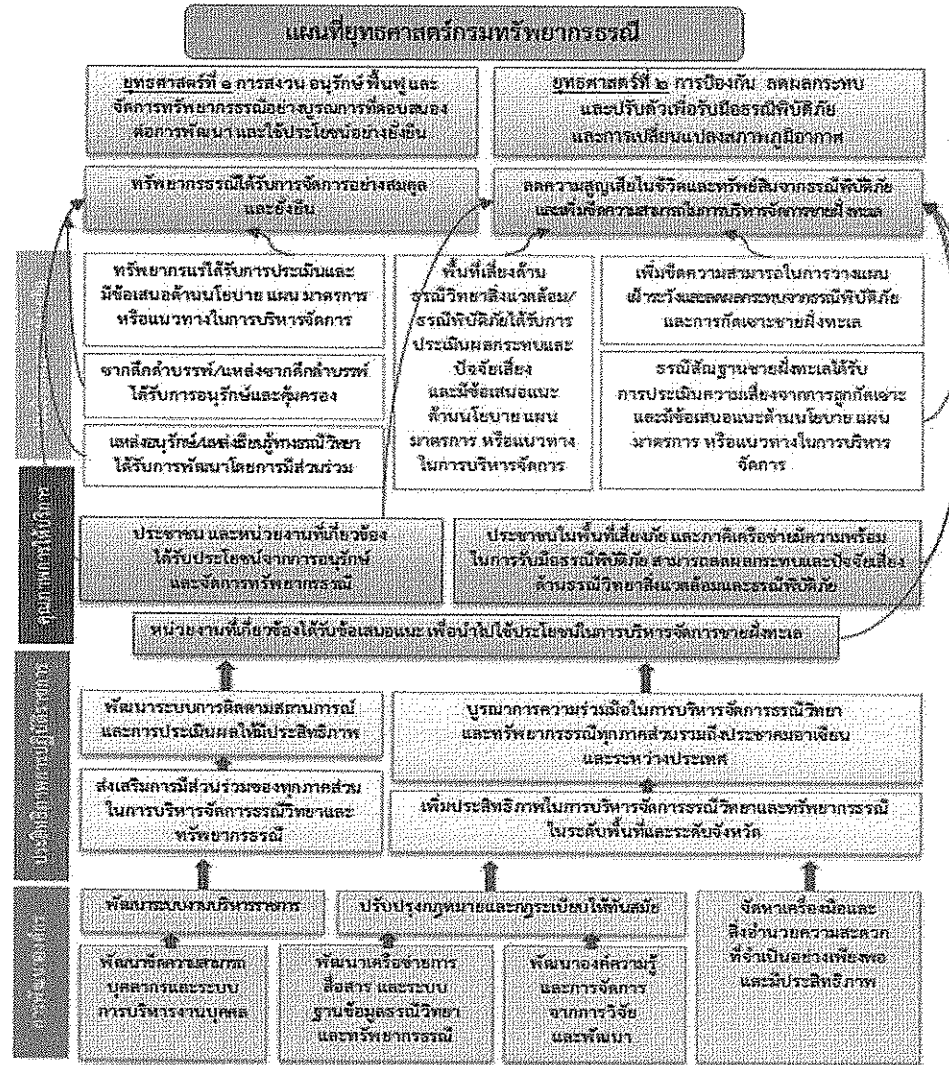 แผนที่ยุทธศาสตร์กรมทรัพยากรธรณี
ยุทธศาสตร์ที่ ๑ การสงวน อนุรักษ์ ฟื้นฟู และ
จัดการทรัพยากรธรณีอย่างบูรณาการที่ตอบสนอง
ต่อการพัฒนา และใช้ประโยชน์อย่างยั่งยืน
ยุทธศาสตร์ที่ ๒ การป้องกัน ลดผลกระทบ
และปรับตัวเพื่อรับมือธรณีพิบัติภัย
และการเปลี่ยนแปลงสภาพภูมิอากาศ
ทรัพยากรธรณีได้รับการจัดการอย่างสมดุล
และยั่งยืน
ลดความสูญเสียในชีวิตและทรัพย์สินจากธรณีพิบัติภัย
และเพิ่มขีดความสามารถในการบริหารจัดการชายฝั่งทะเล
ทรัพยากรแร่ได้รับการประเมินและ
มีข้อเสนอด้านนโยบาย แผน มาตรการ
หรือแนวทางในการบริหารจัดการ
ซากดึกดำบรรพ์/แหล่งซากดึกดำบรรพ์
ได้รับการอนุรักษ์และคุ้มครอง
แหล่งอนุรักษ์/แหล่งเรียนรู้ทางธรณีวิทยา
ได้รับการพัฒนาโดยการมีส่วนร่วม
พื้นที่เสี่ยงด้าน
ธรณีวิทยาสิ่งแวดล้อม/
ธรณีพิบัติภัยได้รับการ
ประเมินผลกระทบและ
ปัจจัยเสี่ยง
และมีข้อเสนอแนะ
ด้านนโยบาย แผน
มาตรการ หรือแนวทาง
ในการบริหารจัดการ
เพิ่มขีดความสามารถในการวางแผน
เฝ้าระวังและลดผลกระทบจากธรณีพิบัติภัย
และการกัดเซาะชายฝั่งทะเล
ธรณีสัณฐานชายฝั่งทะเลได้รับ
การประเมินความเสี่ยงจากการถูกกัดเซาะ
และมีข้อเสนอแนะด้านนโยบาย แผน
มาตรการ หรือแนวทางในการบริหาร
จัดการ
ประชาชน และหน่วยงานที่เกี่ยวข้อง
ได้รับประโยชน์จากการอนุรักษ์
และจัดการทรัพยากรธรณี
ประชาชนในพื้นที่เสี่ยงภัย และภาคีเครือข่ายมีความพร้อม
ในการรับมือธรณีพิบัติภัย สามารถลดผลกระทบและปัจจัยเสี่ยง
ด้านธรณีวิทยาสิ่งแวดล้อมและธรณีพิบัติภัย
หน่วยงานที่เกี่ยวข้องได้รับข้อเสนอแนะ เพื่อนำไปใช้ประโยชน์ในการบริหารจัดการชายฝั่งทะเล
พัฒนาระบบการติดตามสถานการณ์
และการประเมินผลให้มีประสิทธิภาพ
ส่งเสริมการมีส่วนร่วมของทุกภาคส่วน
ในการบริหารจัดการธรณีวิทยาและ
ทรัพยากรธรณี
บูรณาการความร่วมมือในการบริหารจัดการธรณีวิทยา
และทรัพยากรธรณีทุกภาคส่วนรวมถึงประชาคมอาเซียน
และระหว่างประเทศ
เพิ่มประสิทธิภาพในการบริหารจัดการธรณีวิทยาและทรัพยากรธรณี
ในระดับพื้นที่และระดับจังหวัด
พัฒนาระบบงานบริหารราชการ
ปรับปรุงกฎหมายและกฎระเบียบให้ทันสมัย
จัดหาเครื่องมือและ
สิ่งอำนวยความสะดวก
ที่จำเป็นอย่างเพียงพอ
และมีประสิทธิภาพ
พัฒนาขีดความสามารถ
บุคลากรและระบบ
การบริหารงานบุคคล
พัฒนาเครือข่ายการ
สื่อสาร และระบบ
ฐานข้อมูลธรณีวิทยา
และทรัพยากรธรณี
พัฒนาองค์ความรู้
และการจัดการ
จากการวิจัย
และพัฒนา